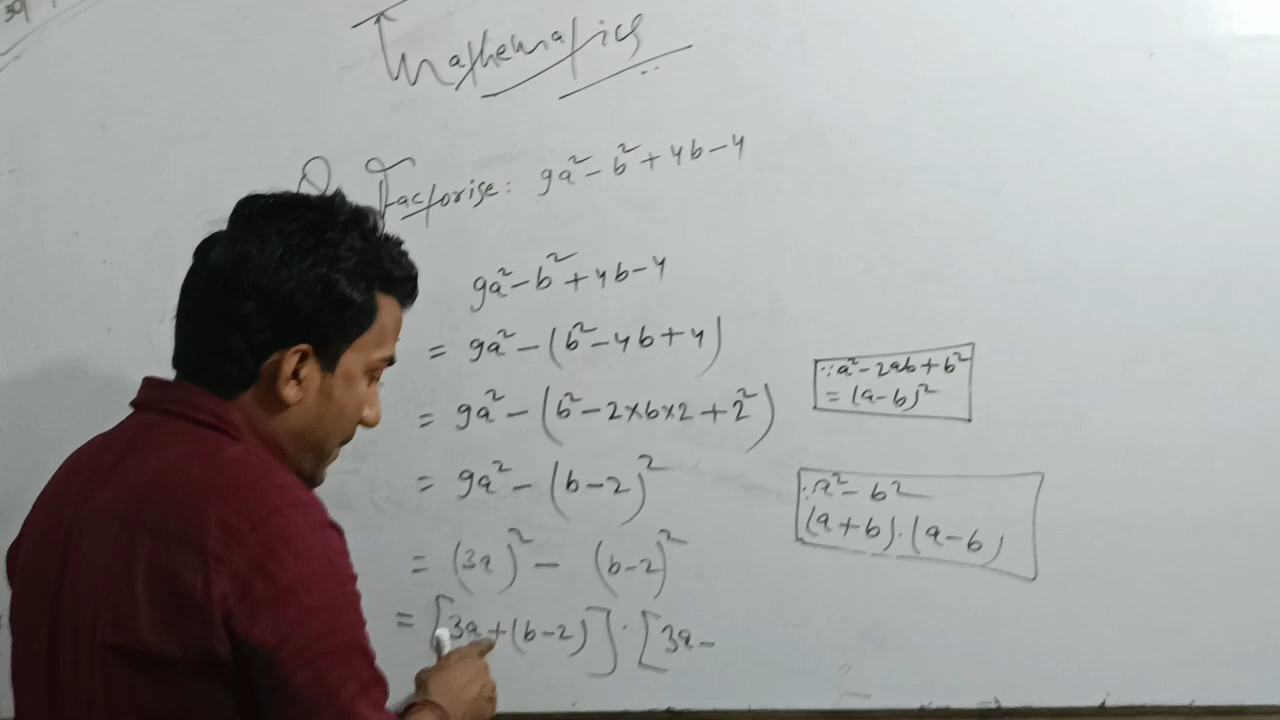 Mathematics
Q. Factorise: 9a²-b²+4b-4
9a²-b²+4b-4
= 9a²-(b²-4b+4)
= 9a²-(b²-2×b×2+2²)
∵a²-2ab+b²
= (a-b)²
= 9a²-(b-2)²
∵a²-b²
(a+b).(a-b)
= (3a)²-(b-2)²
= [3a+(b-2)].[3a-